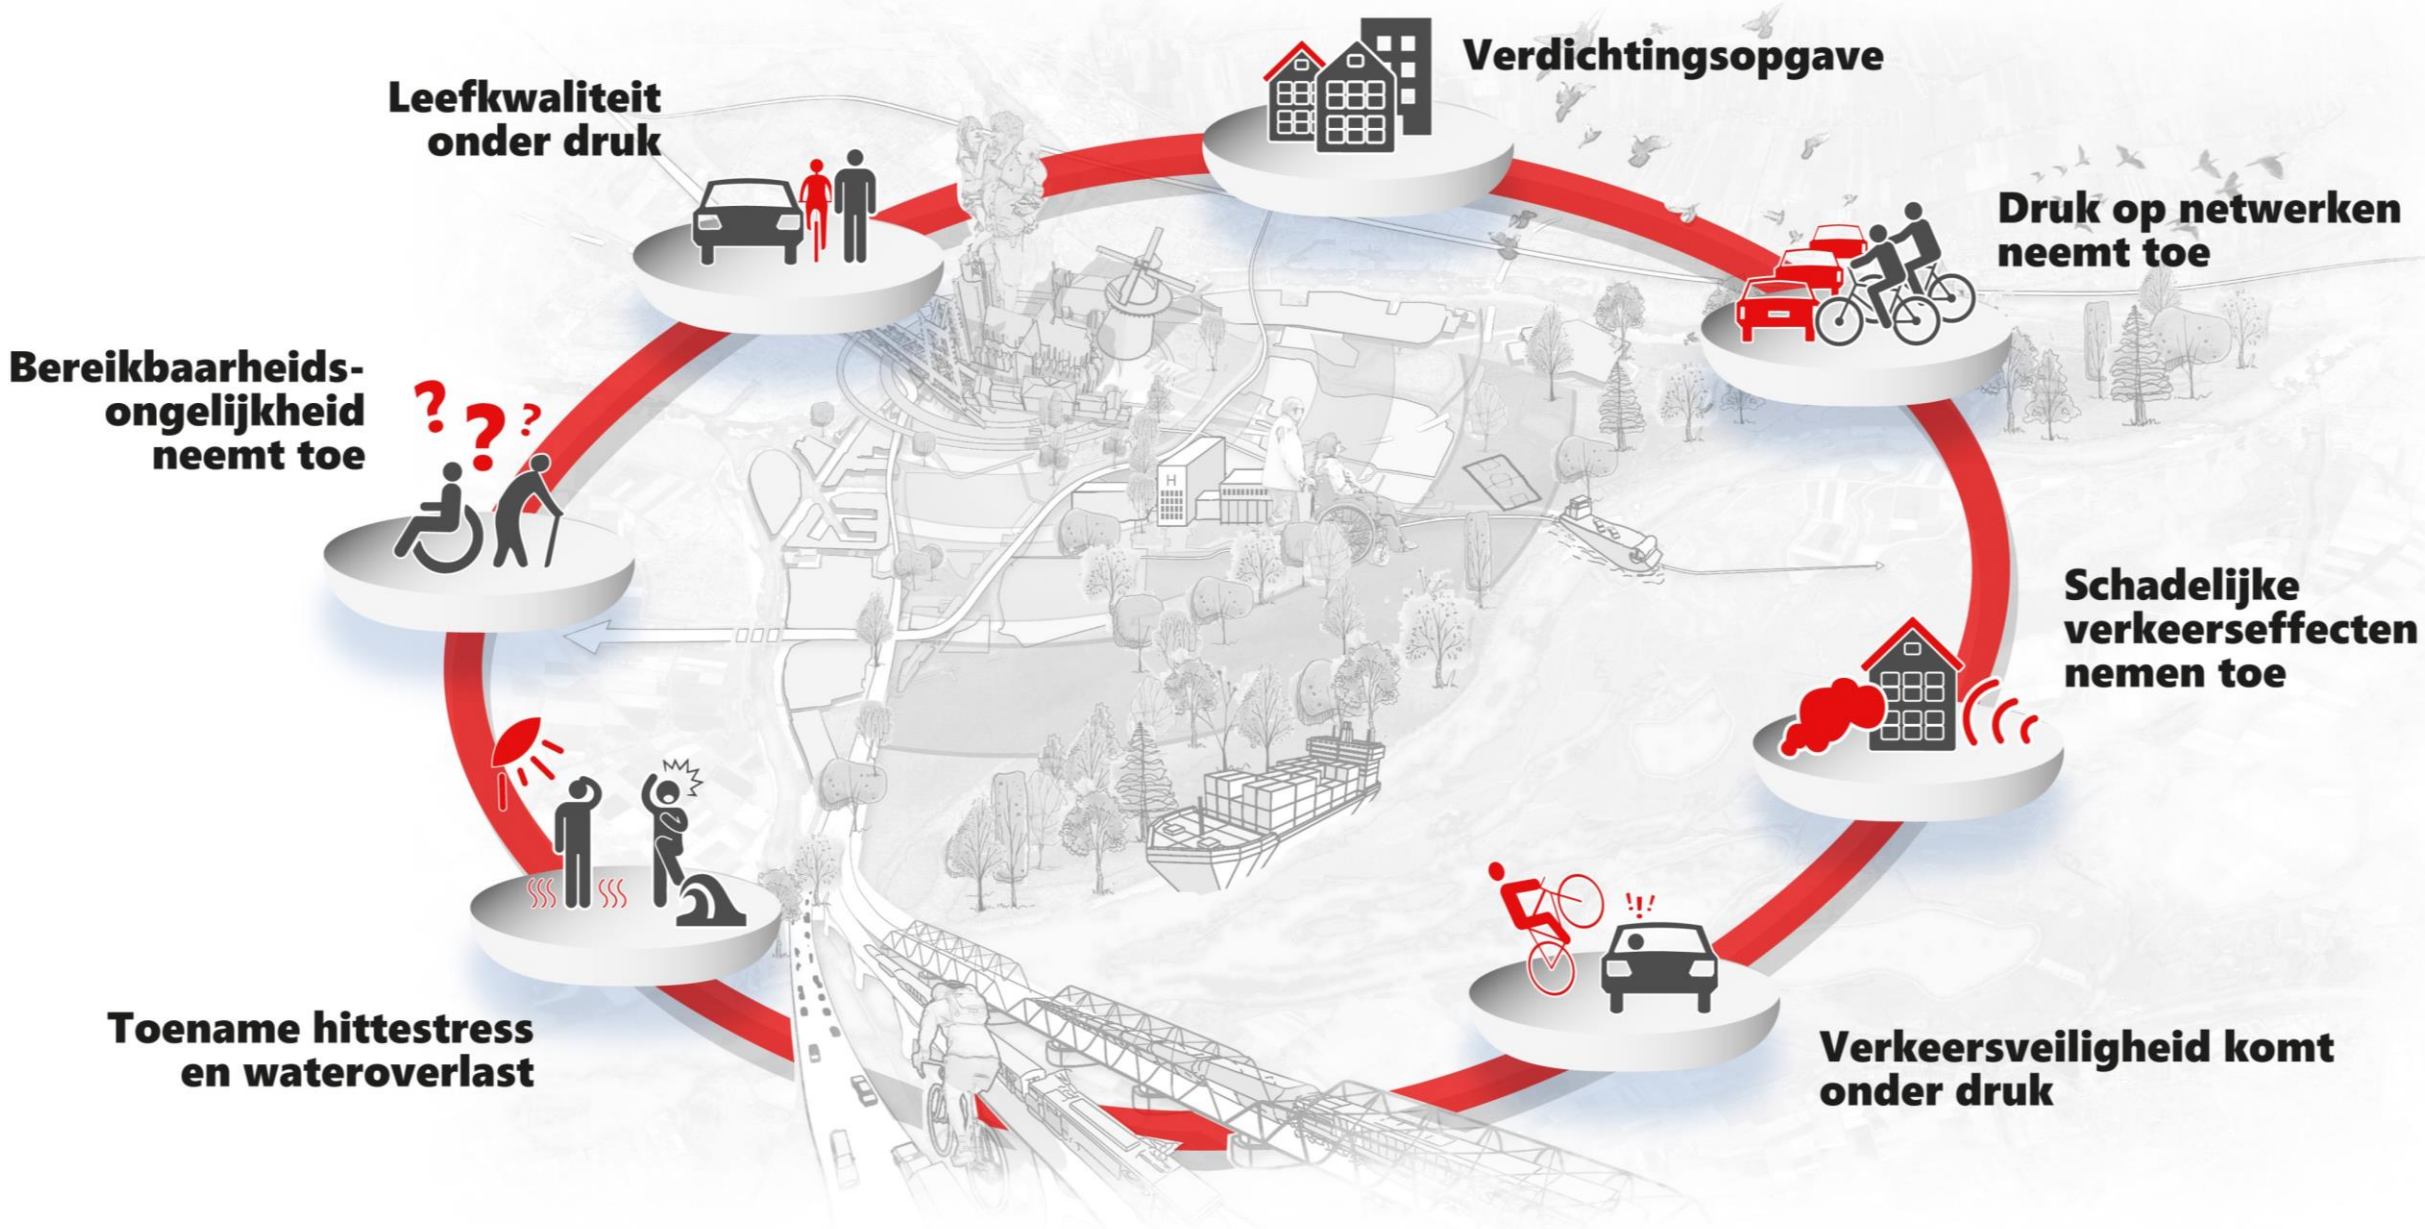 Verdichtingsopgave
Leefkwaliteit
onder druk
Druk op netwerken
neemt toe
Bereikbaarheids-
ongelijkheid
neemt toe
? ? ?
H
Schadelijke
verkeerseffecten
nemen toe
!!!
Toename hittestress
en wateroverlast
Verkeersveiligheid komt
onder druk